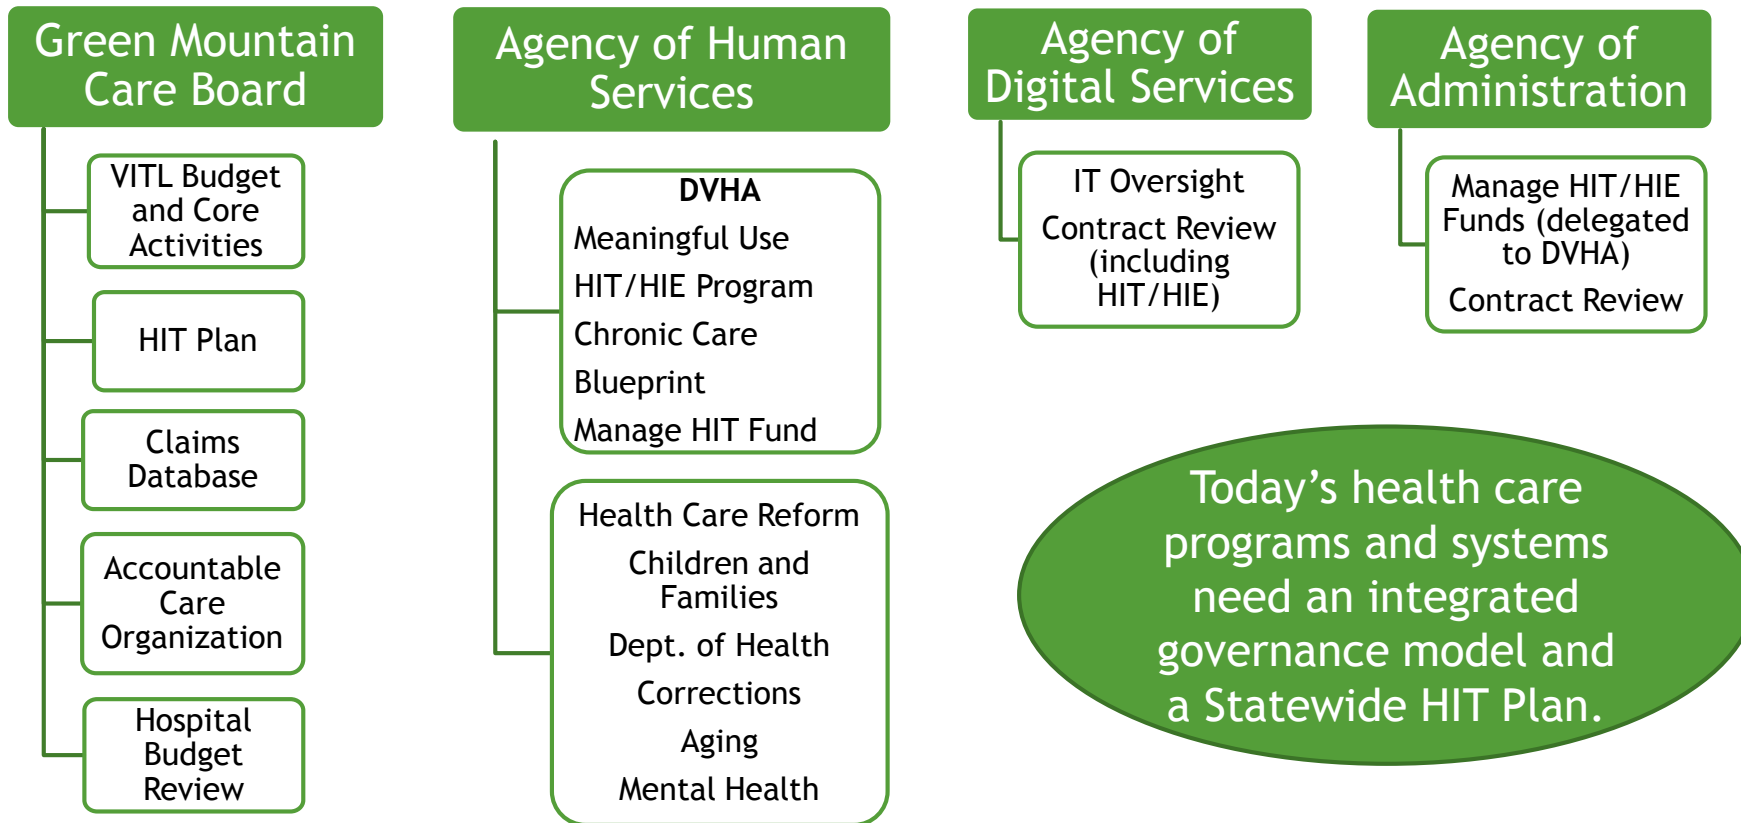 Green Mountain
Care Board
VITL Budget
and Core
Activities
HIT Plan
Claims
Database
Accountable
Care
Organization
Hospital
Budget
Review
Agency of Human
Services
DVHA
Meaningful Use
HIT/HIE Program
Chronic Care
Blueprint
Manage HIT Fund
Health Care Reform
Children and
Families
Dept. of Health
Corrections
Aging
Mental Health
Agency of
Digital Services
IT Oversight
Contract Review
(including
HIT/HIE)
Agency of
Administration
Manage HIT/HIE
Funds (delegated
to DVHA)
Contract Review
Today’s health care
programs and systems
need an integrated
governance model and
a Statewide HIT Plan.